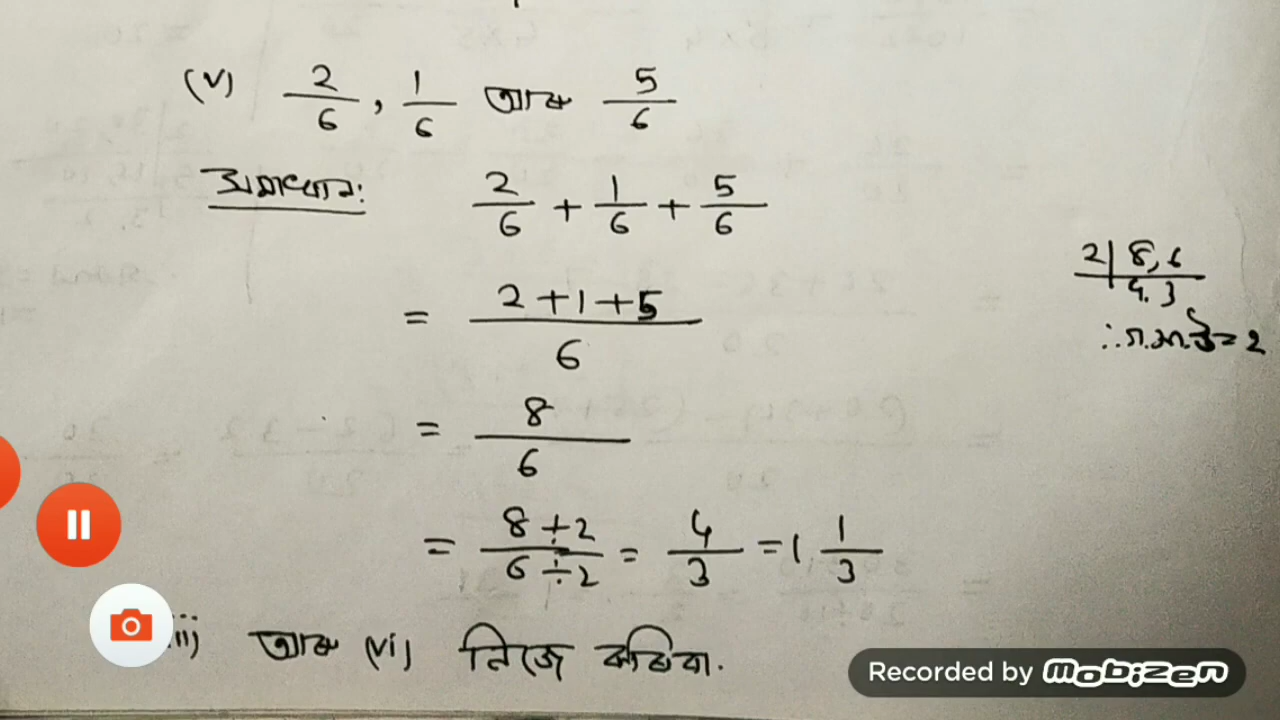 (v) 2/6, 1/6 আৰু 5/6
সমাধান: 2/6 + 1/6 + 5/6
= (2+1+5)/6
2 | 8, 6
4. 3
∴ গ.সা.উ = 2
= 8/6
= (8÷2)/(6÷2) = 4/3 = 1 1/3
ii) আৰু (vi) নিজে কৰিবা.
Recorded by mobizen